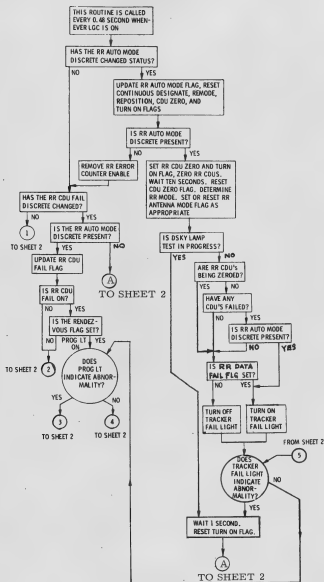 THIS ROUTINE IS CALLED
EVERY 0.48 SECOND WHEN-
EVER LGC IS ON
HAS THE RR AUTO MODE
DISCRETE CHANGED STATUS?
NO
YES
UPDATE RR AUTO MODE FLAG, RESET
CONTINUOUS DESIGNATE, REMODE,
REPOSITION, CDU ZERO, AND
TURN ON FLAGS
IS RR AUTO MODE
DISCRETE PRESENT?
NO
YES
REMOVE RR ERROR
COUNTER ENABLE
SET RR CDU ZERO AND TURN
ON FLAG, ZERO RR CDUS.
WAIT TEN SECONDS. RESET
CDU ZERO FLAG. DETERMINE
RR MODE. SET OR RESET RR
ANTENNA MODE FLAG AS
APPROPRIATE
HAS THE RR CDU FAIL
DISCRETE CHANGED?
NO
YES
1
TO SHEET 2
IS THE RR AUTO MODE
DISCRETE PRESENT?
YES
NO
A
TO SHEET 2
UPDATE RR CDU
FAIL FLAG
IS RR CDU
FAIL ON?
NO
YES
TO SHEET 2
2
IS THE RENDEZ-
VOUS FLAG SET?
NO
PROG LT
ON
YES
DOES
PROG LT
INDICATE ABNOR-
MALITY?
YES
NO
3
4
TO SHEET 2
TO SHEET 2
IS DSKY LAMP
TEST IN PROGRESS?
YES
NO
ARE RR CDU'S
BEING ZEROED?
YES
NO
HAVE ANY
CDU'S FAILED?
NO
YES
IS RR AUTO MODE
DISCRETE PRESENT?
NO
YES
IS RR DATA
FAIL FLG SET?
NO
YES
TURN OFF
TRACKER
FAIL LIGHT
TURN ON
TRACKER
FAIL LIGHT
FROM SHEET 2
5
DOES
TRACKER
FAIL LIGHT
INDICATE
ABNOR-
MALITY?
NO
YES
WAIT 1 SECOND.
RESET TURN ON FLAG.
A
TO SHEET 2